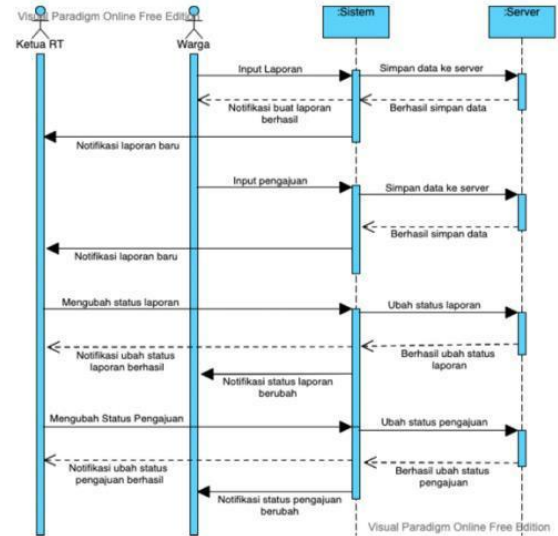 Visual Paradigm Online Free Edition
:Sistem
:Server
Ketua RT
Warga
Input Laporan
Simpan data ke server
Notifikasi buat laporan
berhasil
Berhasil simpan data
Notifikasi laporan baru
Input pengajuan
Simpan data ke server
Berhasil simpan data
Notifikasi laporan baru
Mengubah status laporan
Ubah status laporan
Notifikasi ubah status
laporan berhasil
Berhasil ubah status
laporan
Notifikasi status laporan
berubah
Mengubah Status Pengajuan
Ubah status pengajuan
Notifikasi ubah status
pengajuan berhasil
Berhasil ubah status
pengajuan
Notifikasi status pengajuan
berubah
Visual Paradigm Online Free Edition